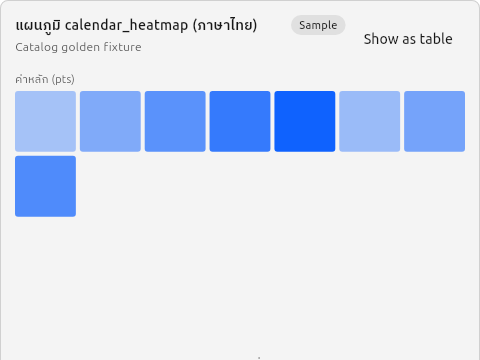 แผนภูมิ calendar_heatmap (ภาษาไทย)
Sample
Show as table
Catalog golden fixture
ค่าหลัก (pts)